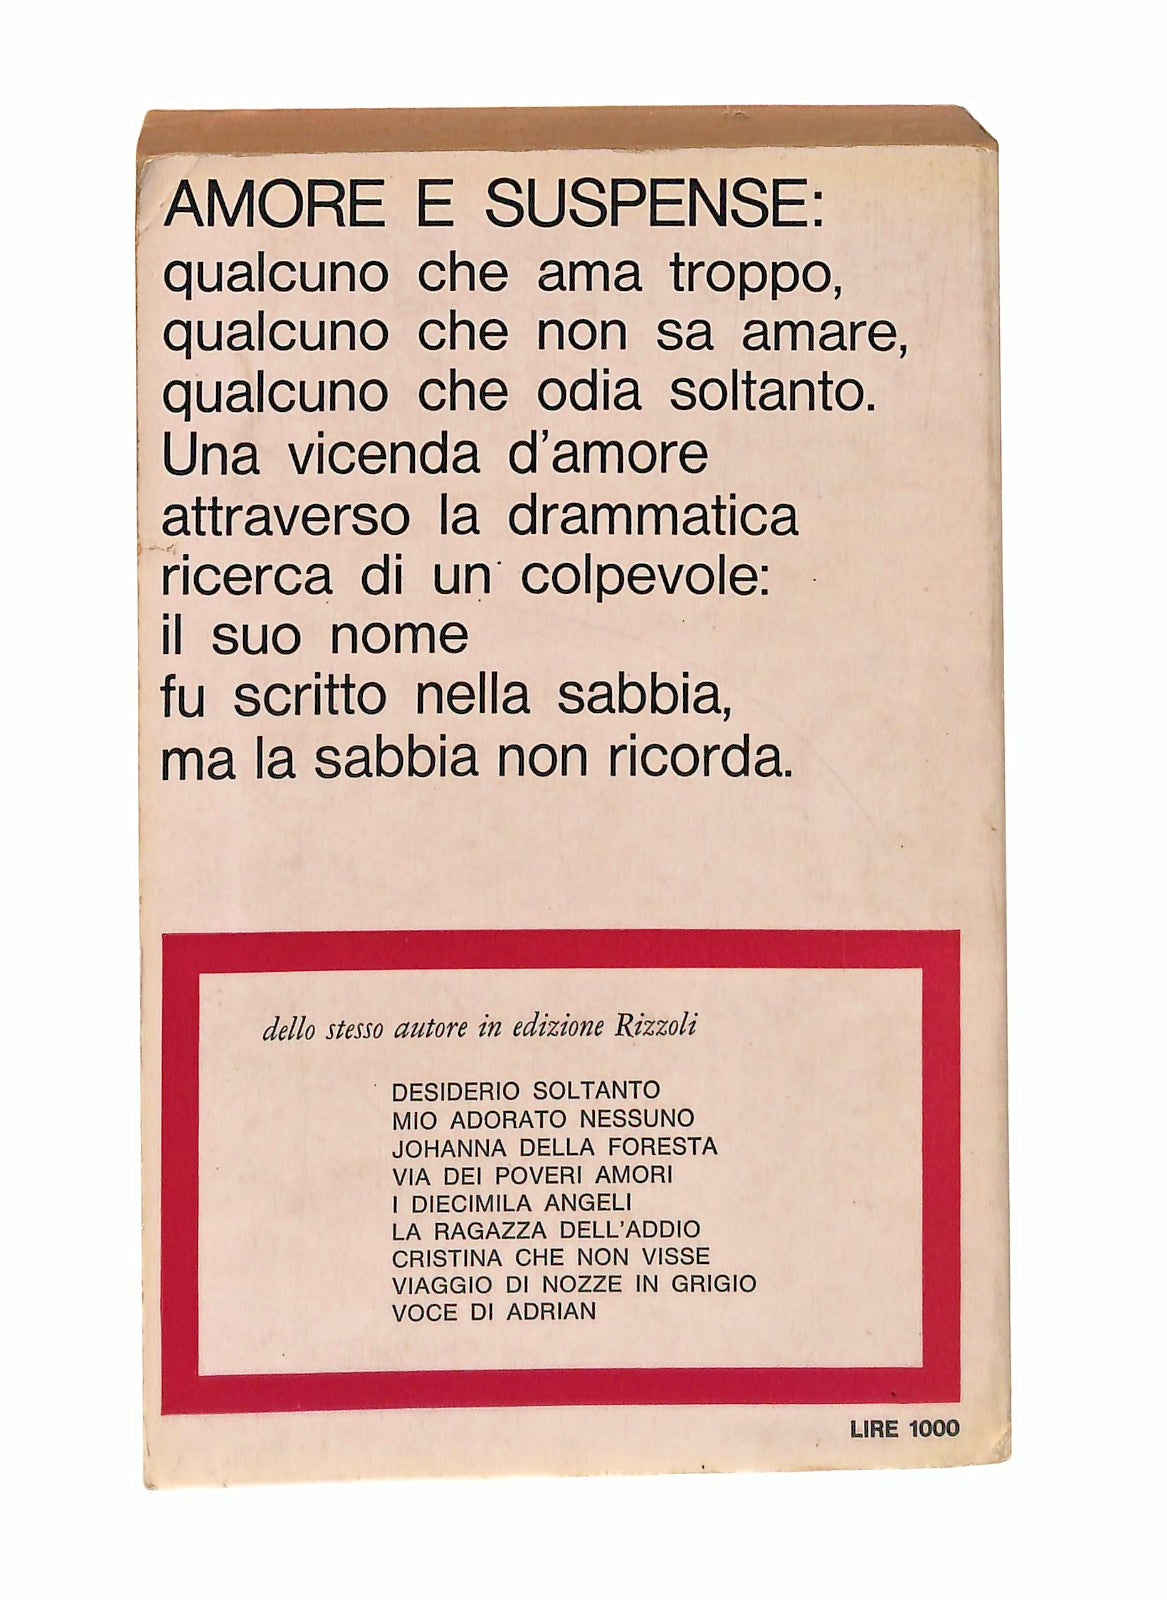 AMORE E SUSPENSE:
qualcuno che ama troppo,
qualcuno che non sa amare,
qualcuno che odia soltanto.
Una vicenda d'amore
attraverso la drammatica
ricerca di un colpevole:
il suo nome
fu scritto nella sabbia,
ma la sabbia non ricorda.
dello stesso autore in edizione Rizzoli
DESIDERIO SOLTANTO
MIO ADORATO NESSUNO
JOHANNA DELLA FORESTA
VIA DEI POVERI AMORI
I DIECIMILA ANGELI
LA RAGAZZA DELL'ADDIO
CRISTINA CHE NON VISSE
VIAGGIO DI NOZZE IN GRIGIO
VOCE DI ADRIAN
LIRE 1000